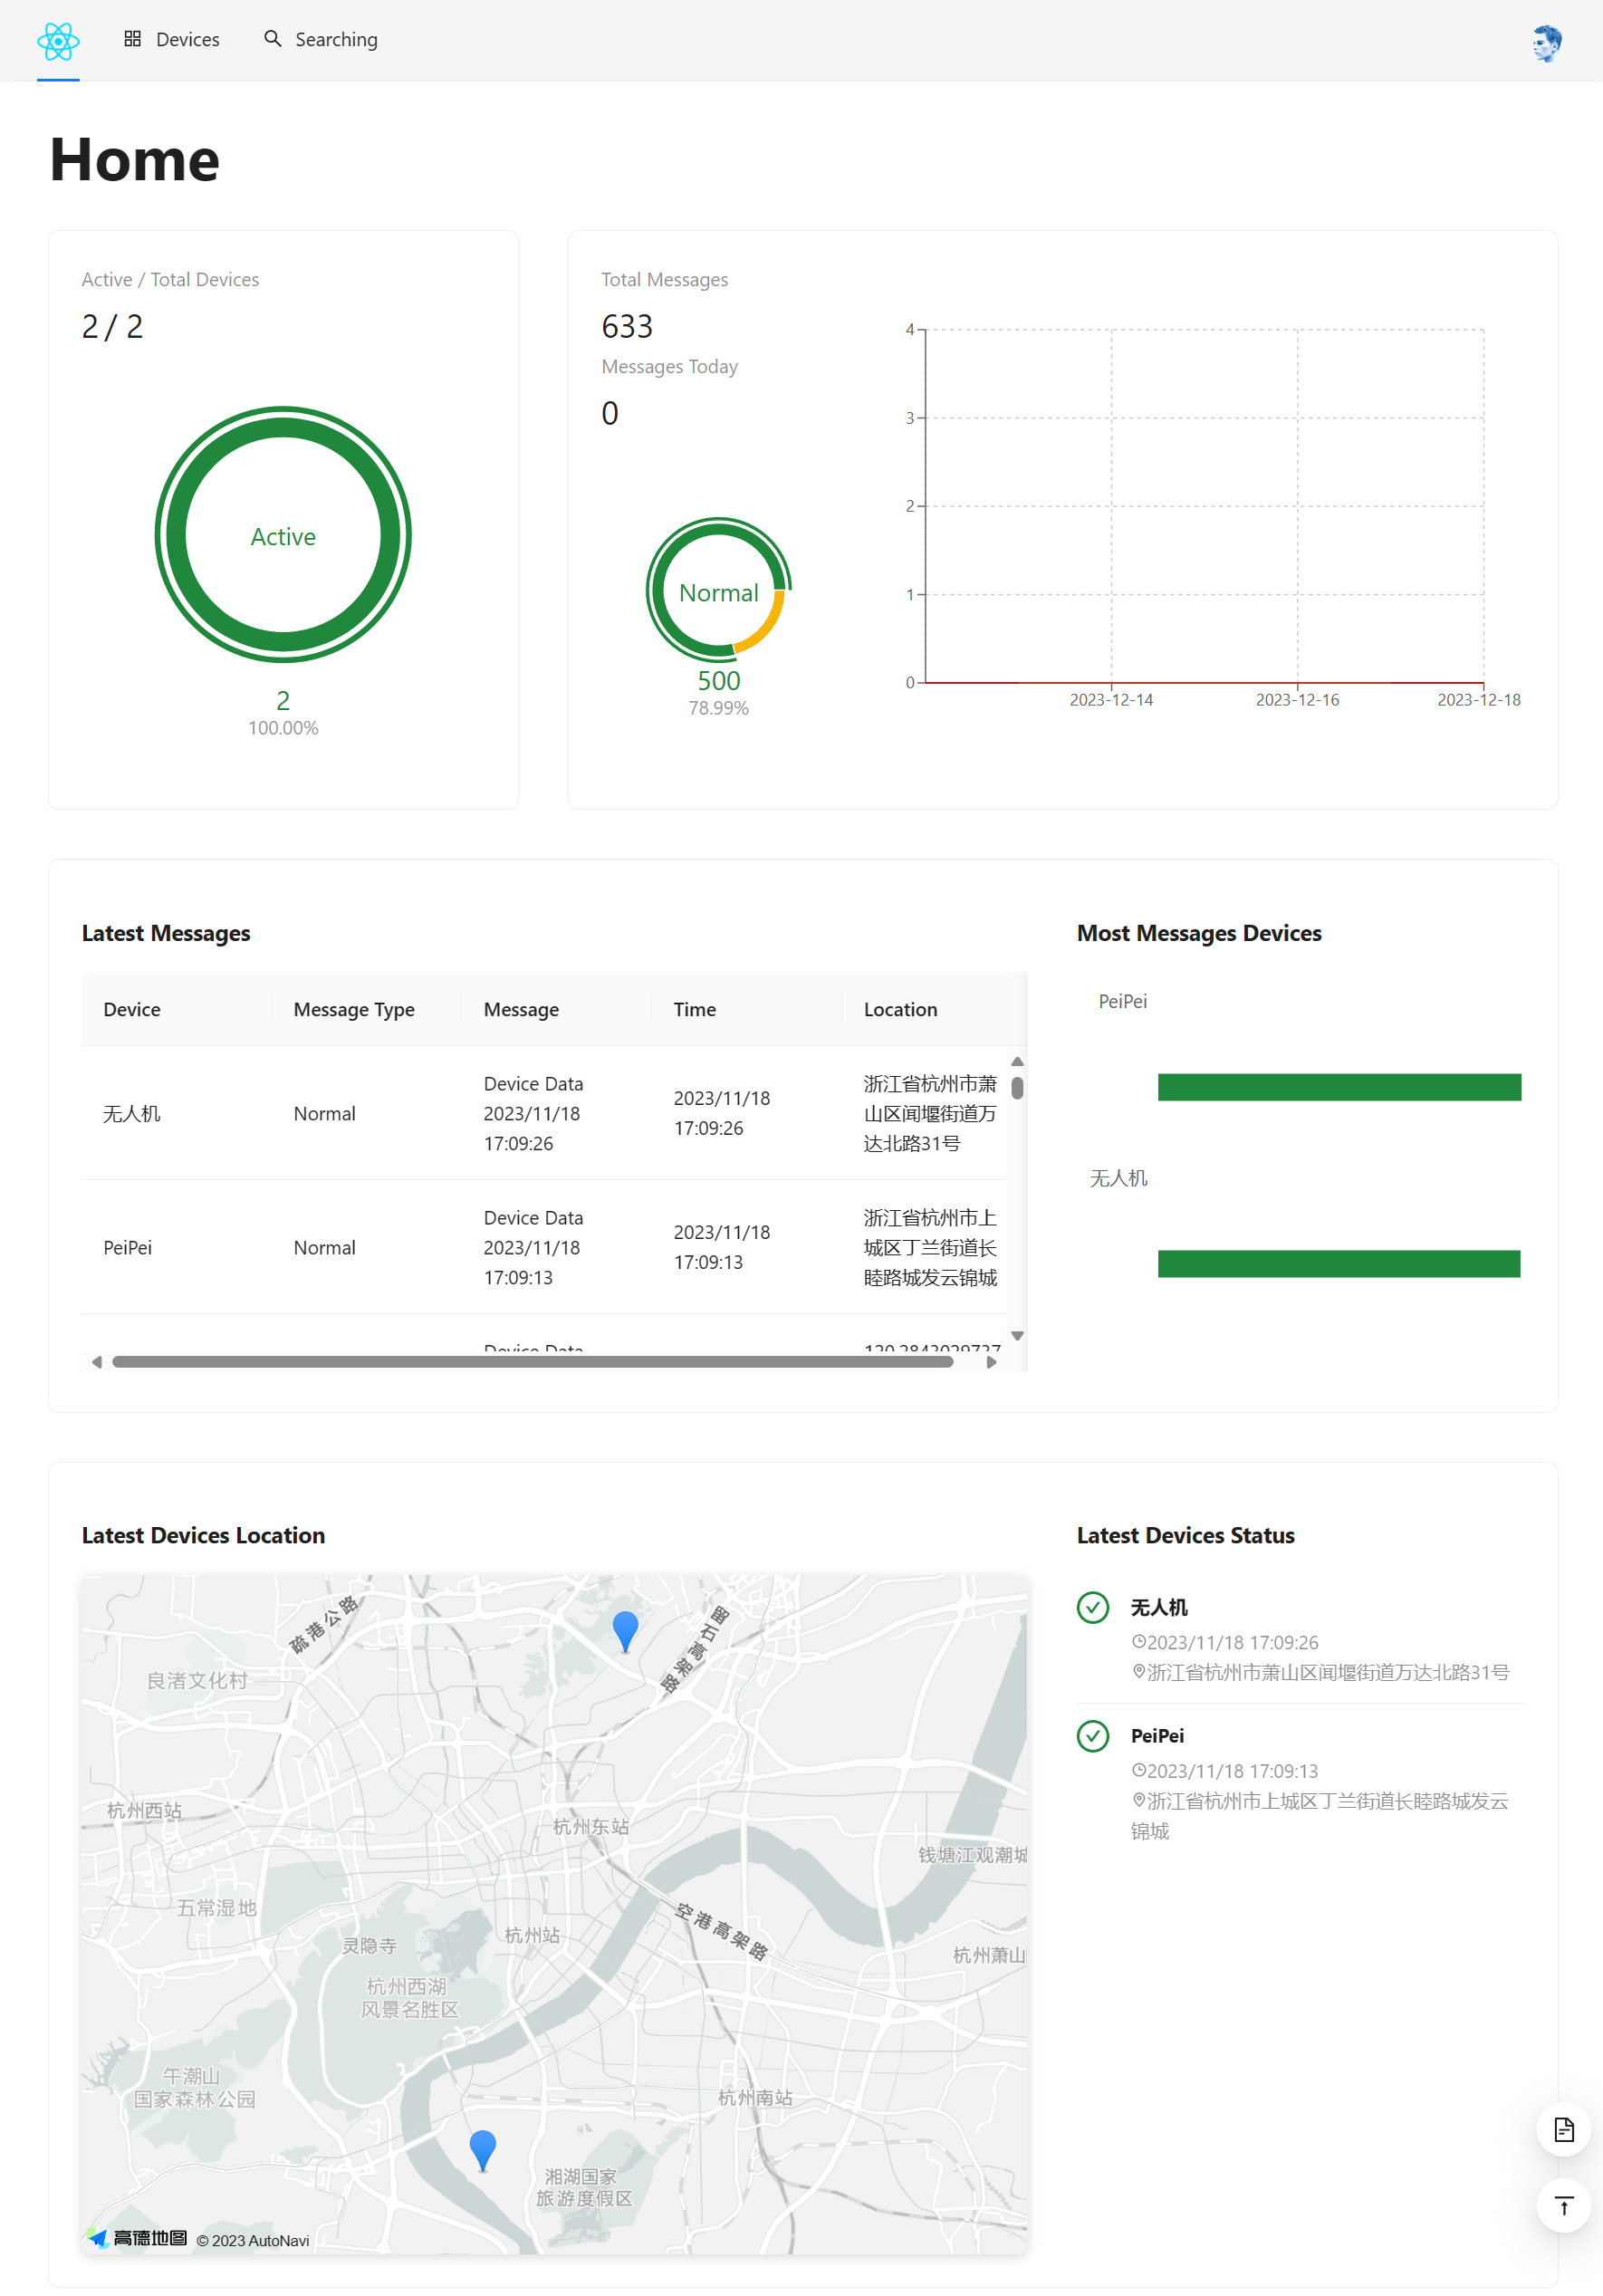 Devices
Searching
Home
Active / Total Devices
2 / 2
Active
2
100.00%
Total Messages
633
Messages Today
0
Normal
500
78.99%
4
3
2
1
0
2023-12-14
2023-12-16
2023-12-18
Latest Messages
Device
Message Type
Message
Time
Location
无人机
Normal
Device Data
2023/11/18
17:09:26
2023/11/18
17:09:26
浙江省杭州市萧
山区闻堰街道万
达北路31号
PeiPei
Normal
Device Data
2023/11/18
17:09:13
2023/11/18
17:09:13
浙江省杭州市上
城区丁兰街道长
睦路城发云锦城
Device Data
Most Messages Devices
PeiPei
无人机
Latest Devices Location
疏港公路
留石高架路
良渚文化村
杭州西站
杭州东站
钱塘江观潮城
五常湿地
空港高架路
杭州站
灵隐寺
杭州萧山
杭州西湖
风景名胜区
午潮山
国家森林公园
杭州南站
湘湖国家
旅游度假区
高德地图
© 2023 AutoNavi
Latest Devices Status
无人机
2023/11/18 17:09:26
浙江省杭州市萧山区闻堰街道万达北路31号
PeiPei
2023/11/18 17:09:13
浙江省杭州市上城区丁兰街道长睦路城发云
锦城